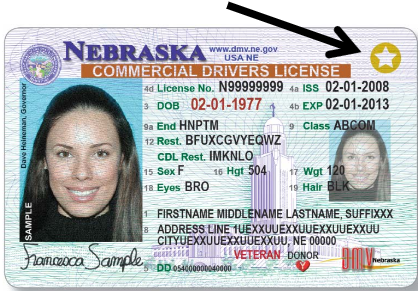 NEBRASKA www.dmv.ne.gov
USA NE
COMMERCIAL DRIVERS LICENSE
Dave Heineman, Governor
4d License No. N99999999 4a ISS 02-01-2008
3 DOB 02-01-1977 4b EXP 02-01-2013
9a End HNPTM 9 Class ABCOM
12 Rest. BFUXCGVYEQWZ
CDL Rest. IMKNLO
15 Sex F 16 Hgt 504 17 Wgt 120
18 Eyes BRO 19 Hair BLK
SAMPLE
1 FIRSTNAME MIDDLENAME LASTNAME, SUFFIXXX
8 ADDRESS LINE 1UEXXUUEXXUUEXXUUEXXUU
CITYUEXXUUEXXUUEXXUU, NE 00000
VETERAN DONOR
Francesca Sample
5 DD 054000000040000
DMV Nebraska